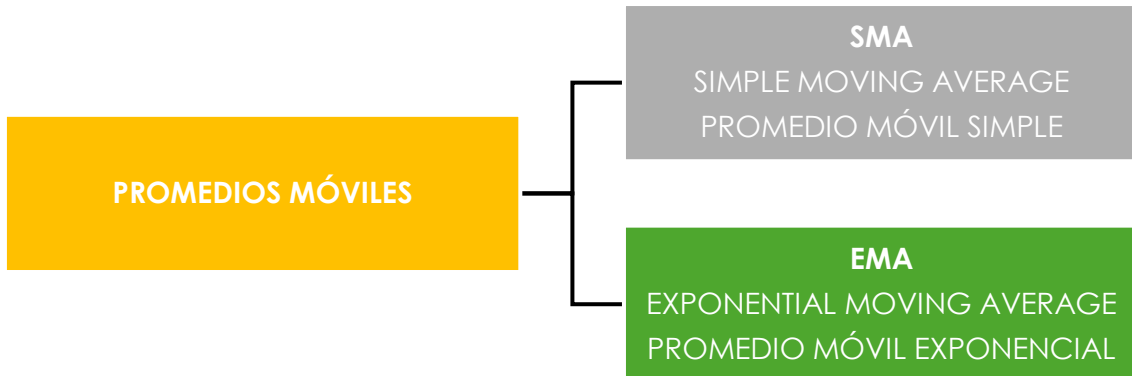 PROMEDIOS MÓVILES
SMA
SIMPLE MOVING AVERAGE
PROMEDIO MÓVIL SIMPLE
EMA
EXPONENTIAL MOVING AVERAGE
PROMEDIO MÓVIL EXPONENCIAL